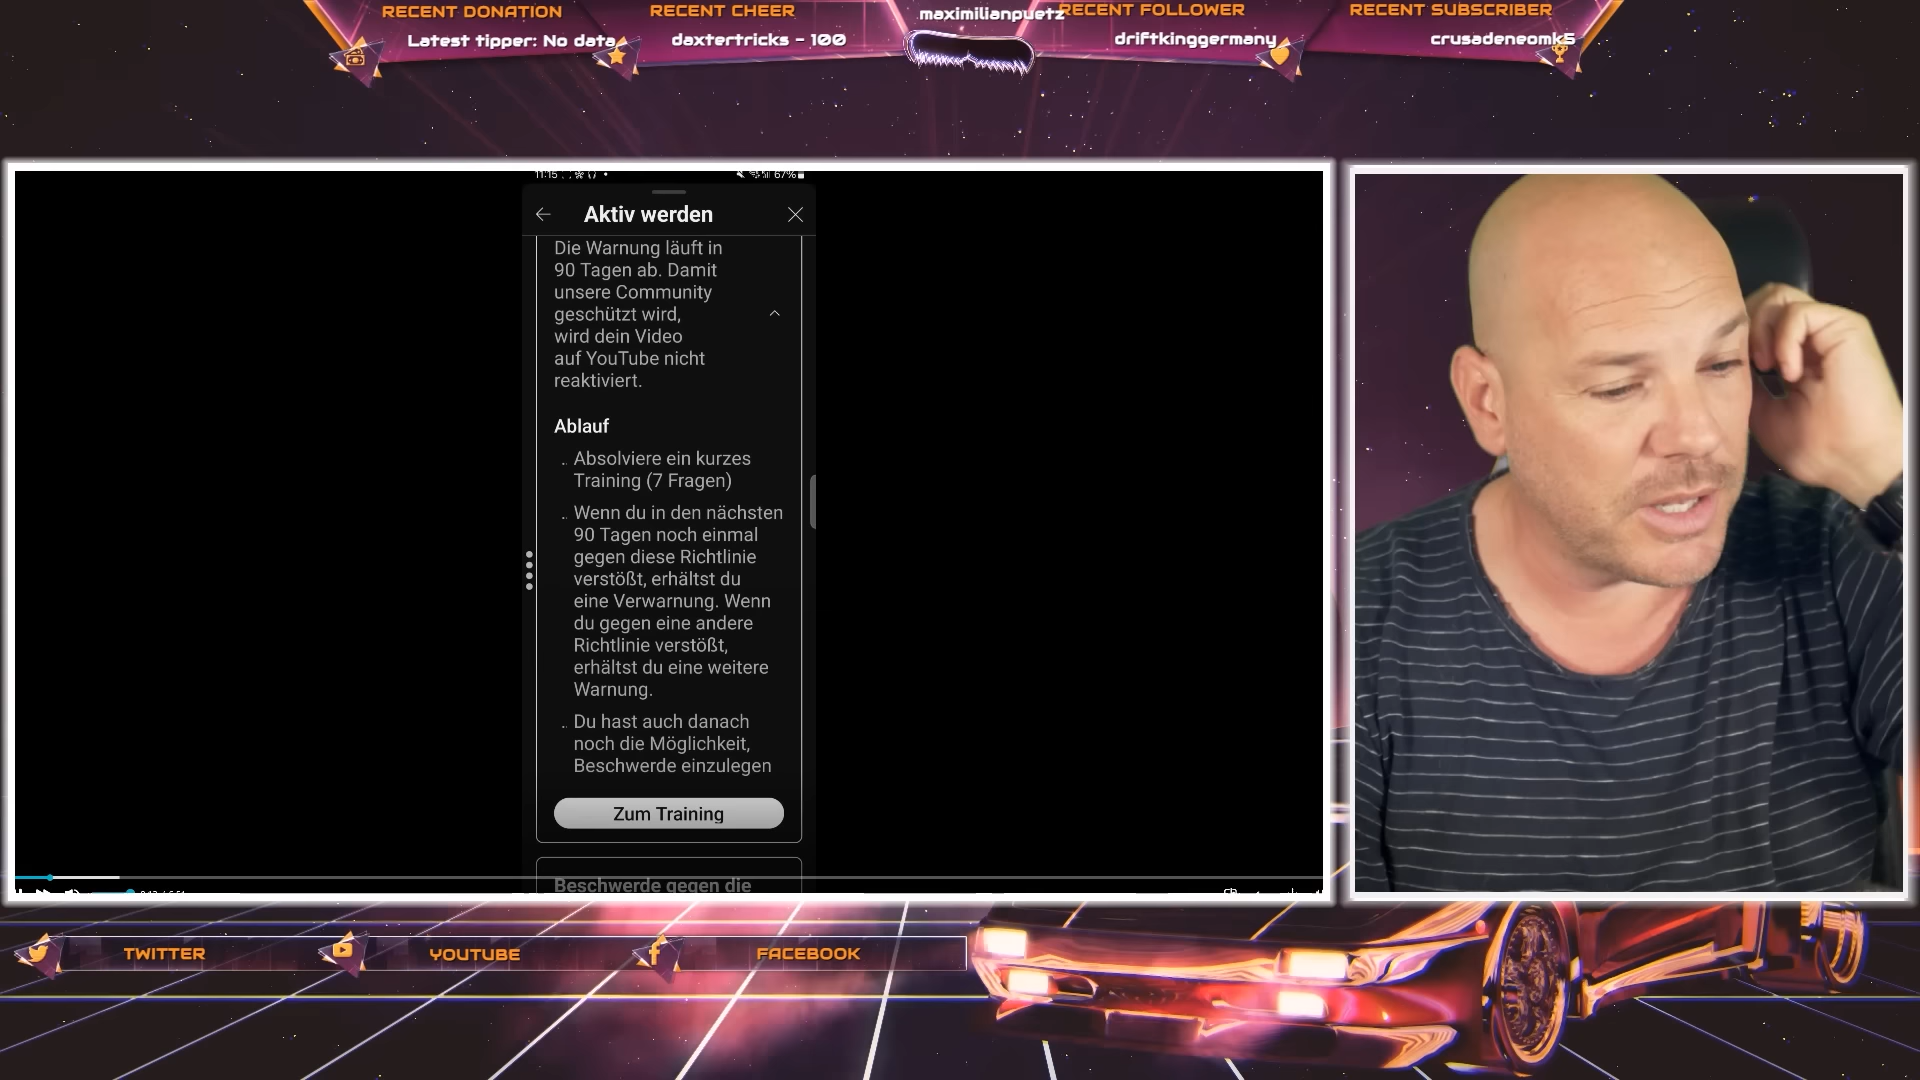 RECENT DONATION
Latest tipper: No data
RECENT CHEER
daxtertricks - 100
maximilianpuetz
RECENT FOLLOWER
driftkinggermany
RECENT SUBSCRIBER
crusadeneomk5
11:15
67%
Aktiv werden
Die Warnung läuft in
90 Tagen ab. Damit
unsere Community
geschützt wird,
wird dein Video
auf YouTube nicht
reaktiviert.
Ablauf
Absolviere ein kurzes
Training (7 Fragen)
Wenn du in den nächsten
90 Tagen noch einmal
gegen diese Richtlinie
verstößt, erhältst du
eine Verwarnung. Wenn
du gegen eine andere
Richtlinie verstößt,
erhältst du eine weitere
Warnung.
Du hast auch danach
noch die Möglichkeit,
Beschwerde einzulegen
Zum Training
Beschwerde gegen die
TWITTER
YOUTUBE
FACEBOOK